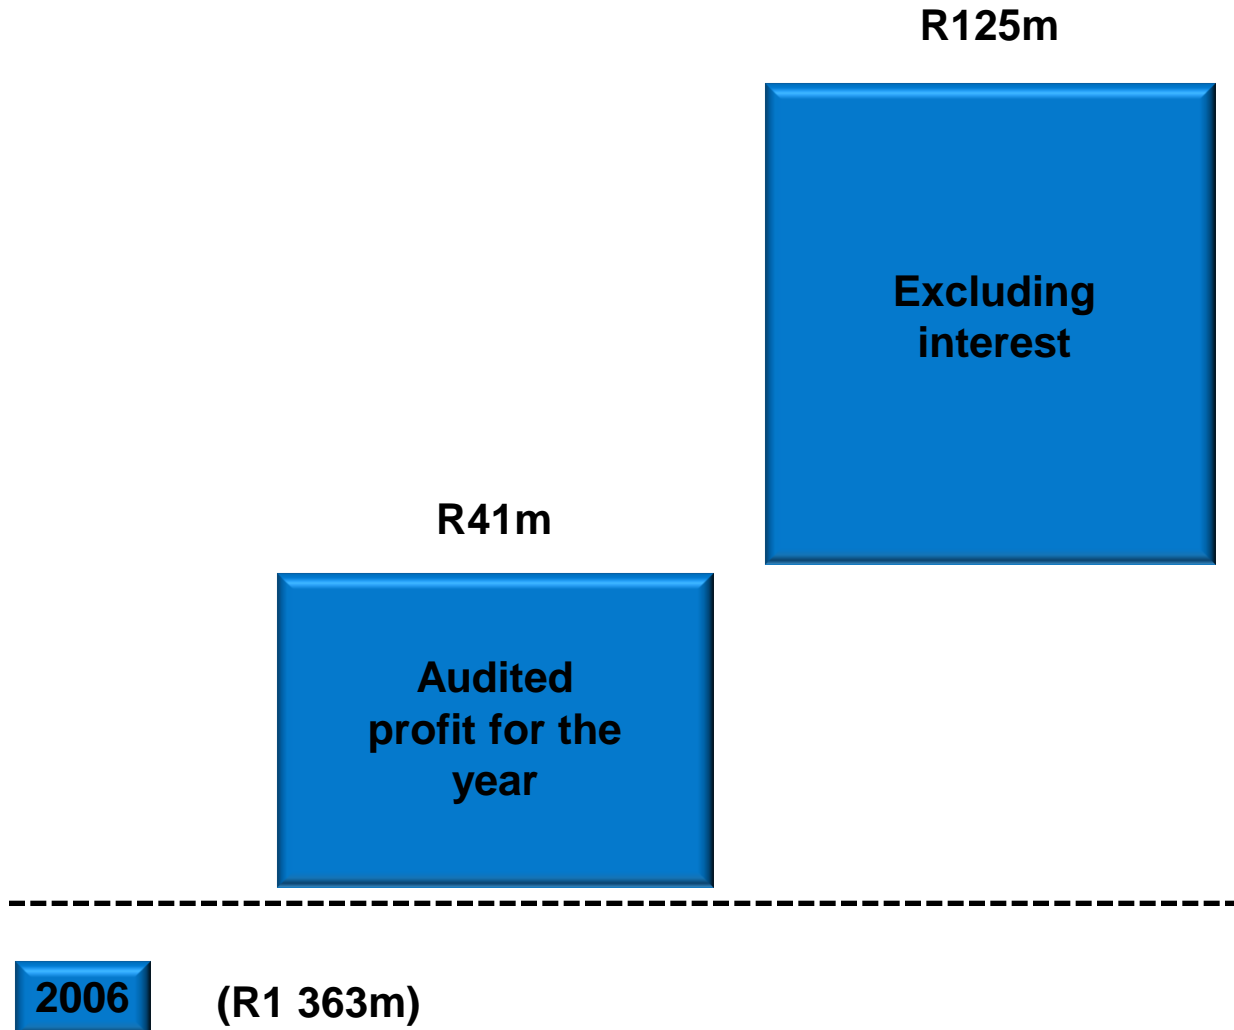 R125m
Excluding
interest
R41m
Audited
profit for the
year
2006 (R1 363m)